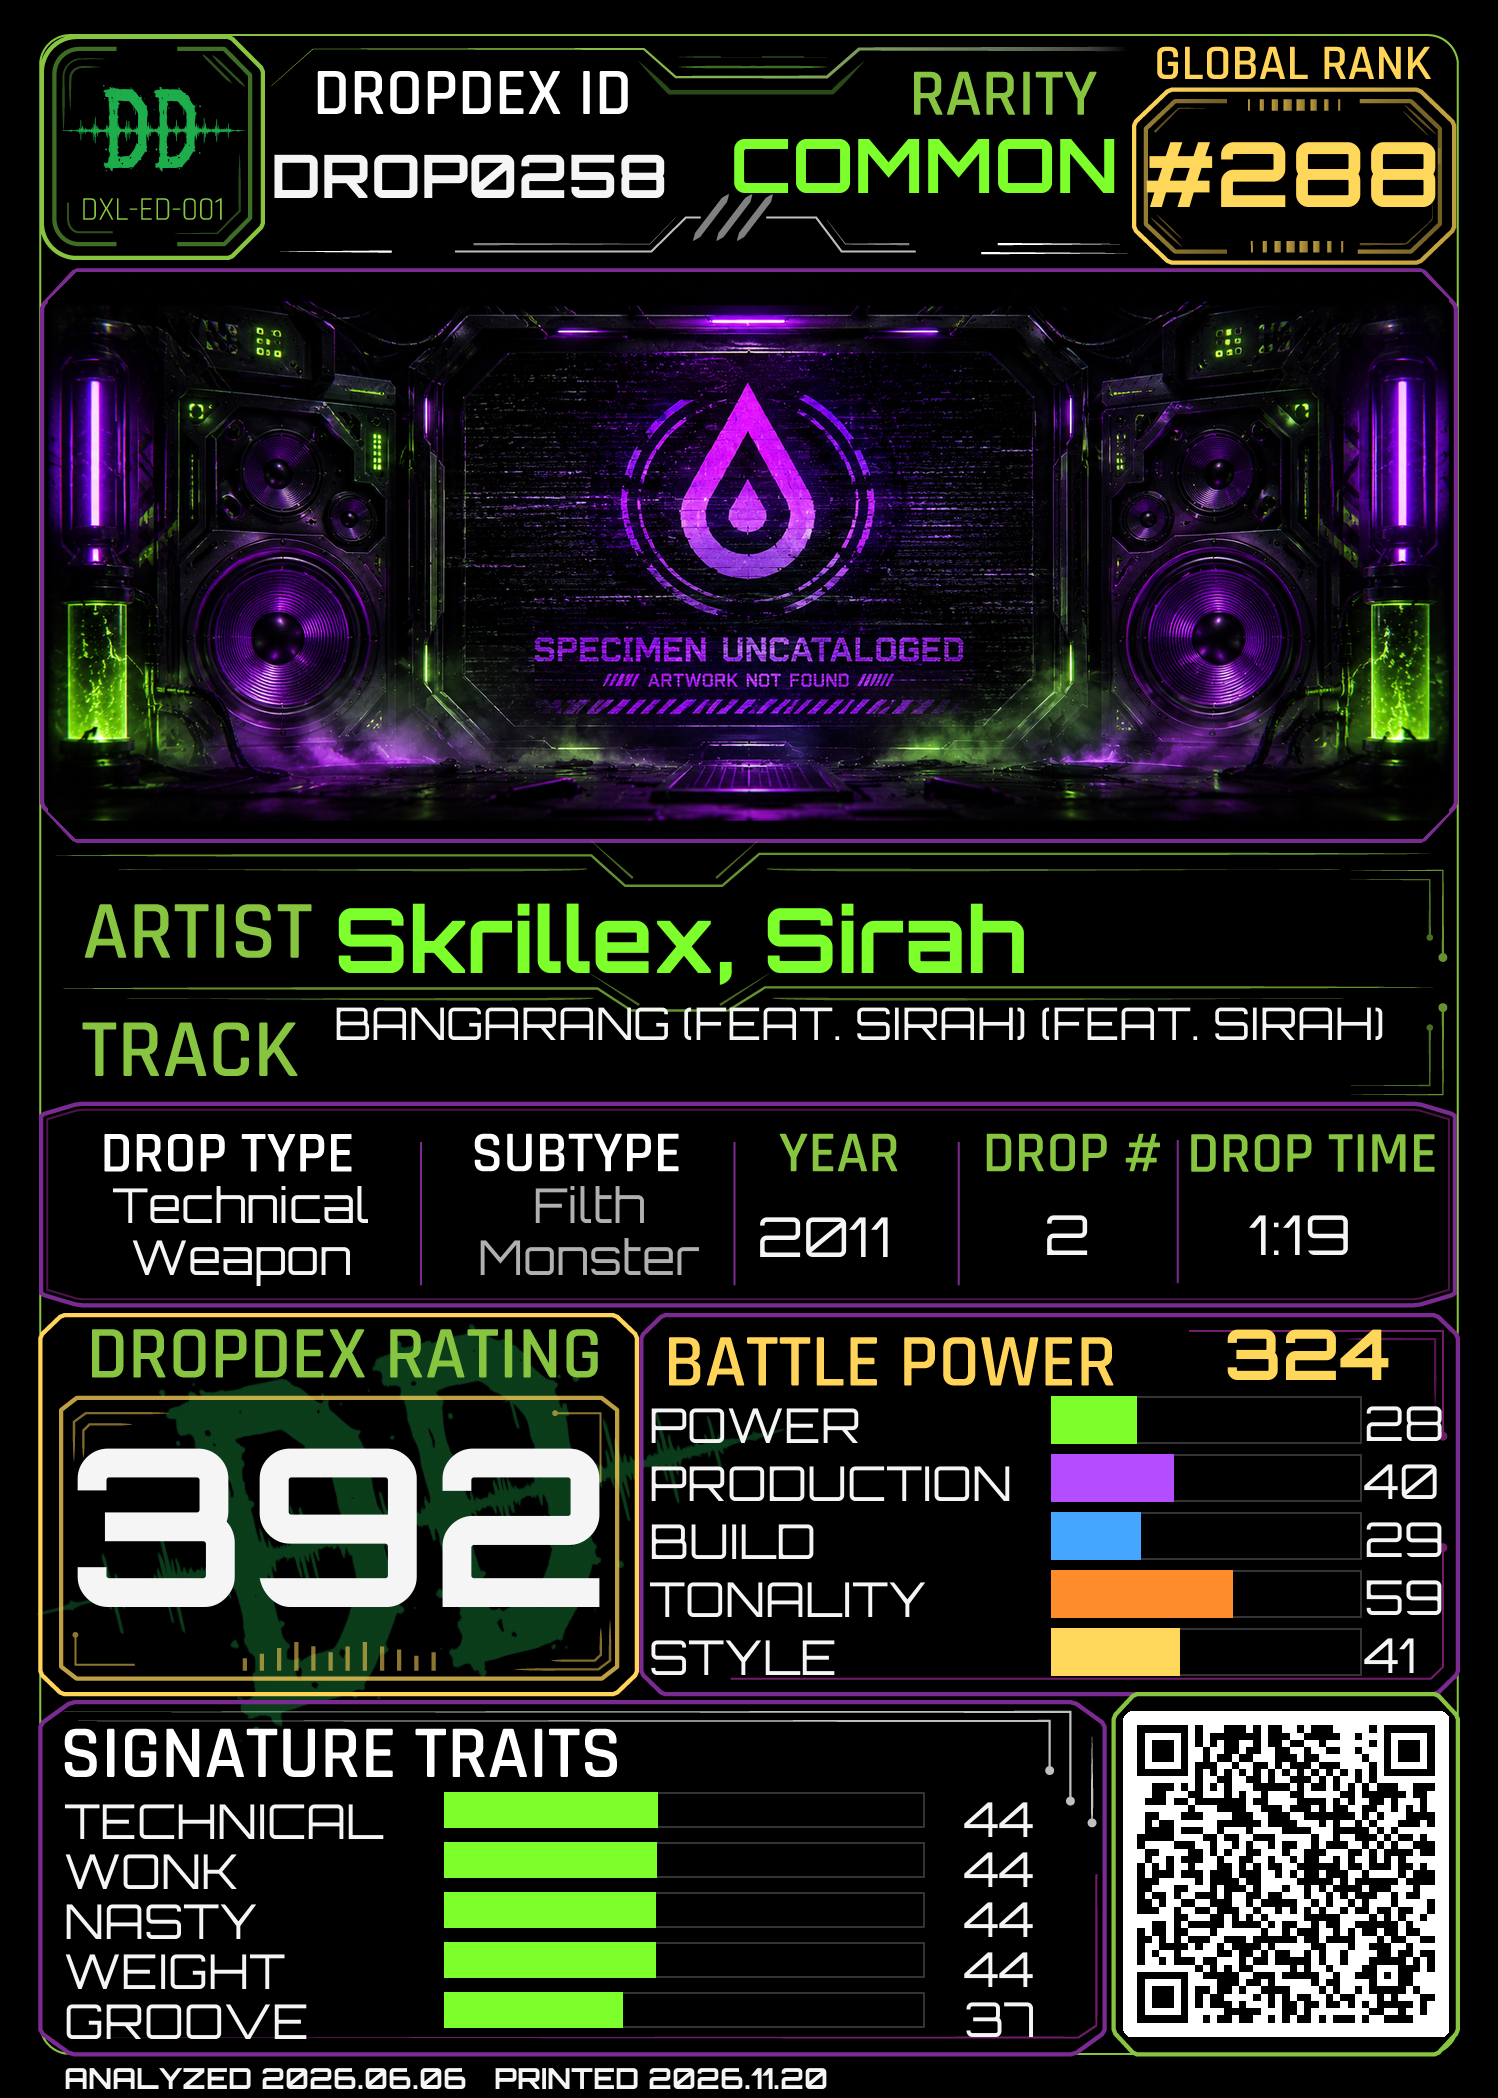 DD
DXL-ED-001
DROPDEX ID
DROP0258
RARITY
COMMON
GLOBAL RANK
#288
SPECIMEN UNCATALOGED
///// ARTWORK NOT FOUND /////
ARTIST Skrillex, Sirah
TRACK BANGARANG (FEAT. SIRAH) (FEAT. SIRAH)
DROP TYPE
Technical
Weapon
SUBTYPE
Filth
Monster
YEAR
2011
DROP #
2
DROP TIME
1:19
DROPDEX RATING
392
BATTLE POWER 324
POWER 28
PRODUCTION 40
BUILD 29
TONALITY 59
STYLE 41
SIGNATURE TRAITS
TECHNICAL 44
WONK 44
NASTY 44
WEIGHT 44
GROOVE 37
ANALYZED 2026.06.06 PRINTED 2026.11.20